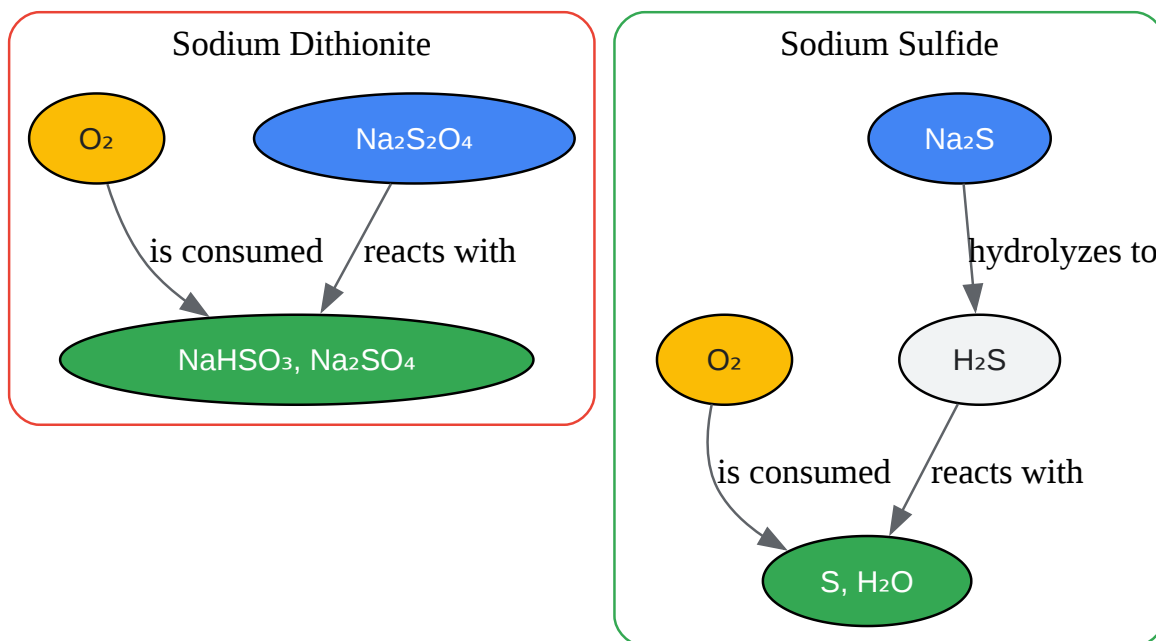 Sodium Dithionite
O₂
Na₂S₂O₄
is consumed
reacts with
NaHSO₃, Na₂SO₄
Sodium Sulfide
Na₂S
hydrolyzes to
O₂
H₂S
is consumed
reacts with
S, H₂O